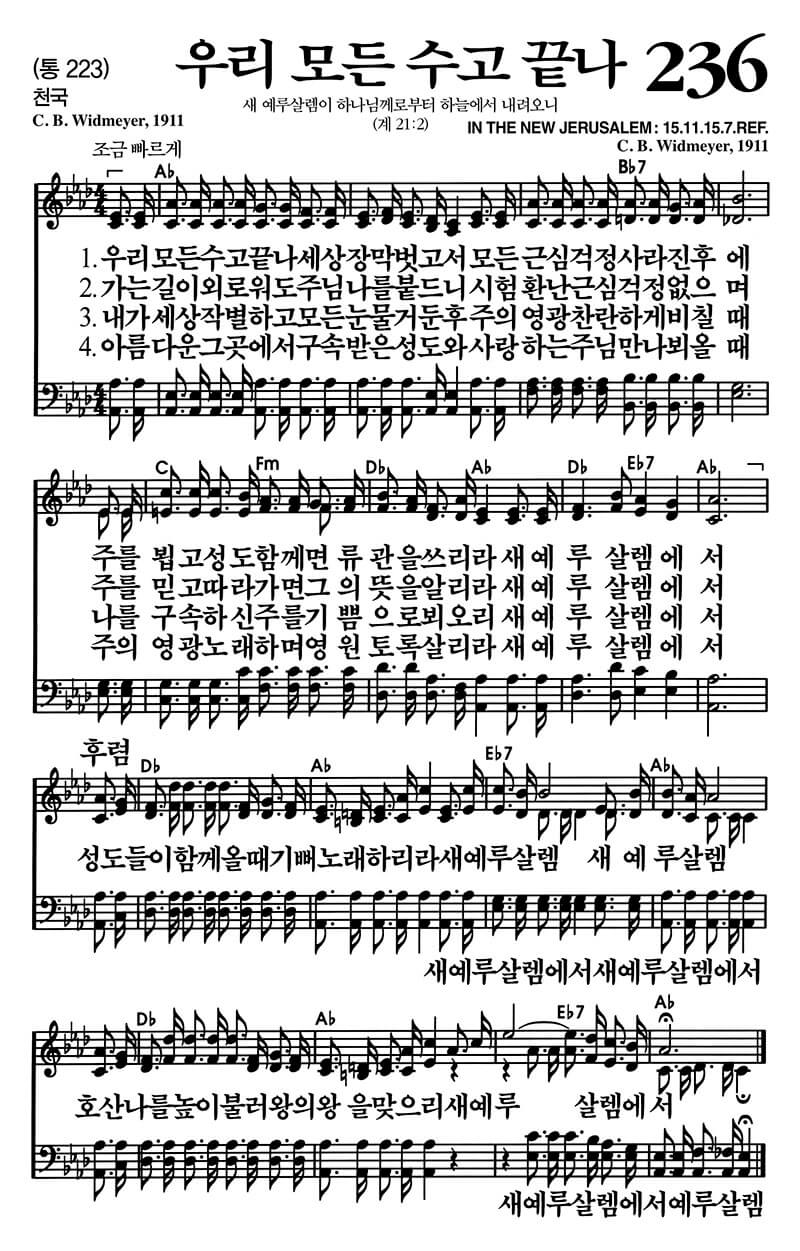 (통 223) 우리 모든 수고 끝나 236
천국
새 예루살렘이 하나님께로부터 하늘에서 내려오니
C. B. Widmeyer, 1911
(계 21:2)
IN THE NEW JERUSALEM : 15.11.15.7.REF.
C. B. Widmeyer, 1911
조금 빠르게
A♭ B♭7
1. 우리 모든수고끝나세상장막벗고서 모든근심걱정사라진후에
2. 가는길이외로워도주님나를붙드니시험환난근심걱정없으며
3. 내가세상작별하고모든눈물거둔후주의영광찬란하게비칠때
4. 아름다운그곳에서구속받은성도와사랑하는주님만나뵈올때
C Fm D♭ A♭ D♭ E♭7 A♭
주를 뵙고성도함께면류관을쓰리라새예루살렘에서
주를 믿고따라가면그의뜻을알리라새예루살렘에서
나를 구속하신주를기쁨으로뵈오리새예루살렘에서
주의 영광노래하며영원토록살리라새예루살렘에서
후렴
D♭ A♭ E♭7 A♭
성도들이함께올때기뻐노래하리라새예루살렘 새예루살렘
새예루살렘에서새예루살렘에서
D♭ A♭ E♭7 A♭
호산나를높이불러왕의왕을맞으리새예루 살렘에서
새예루살렘에서예루살렘